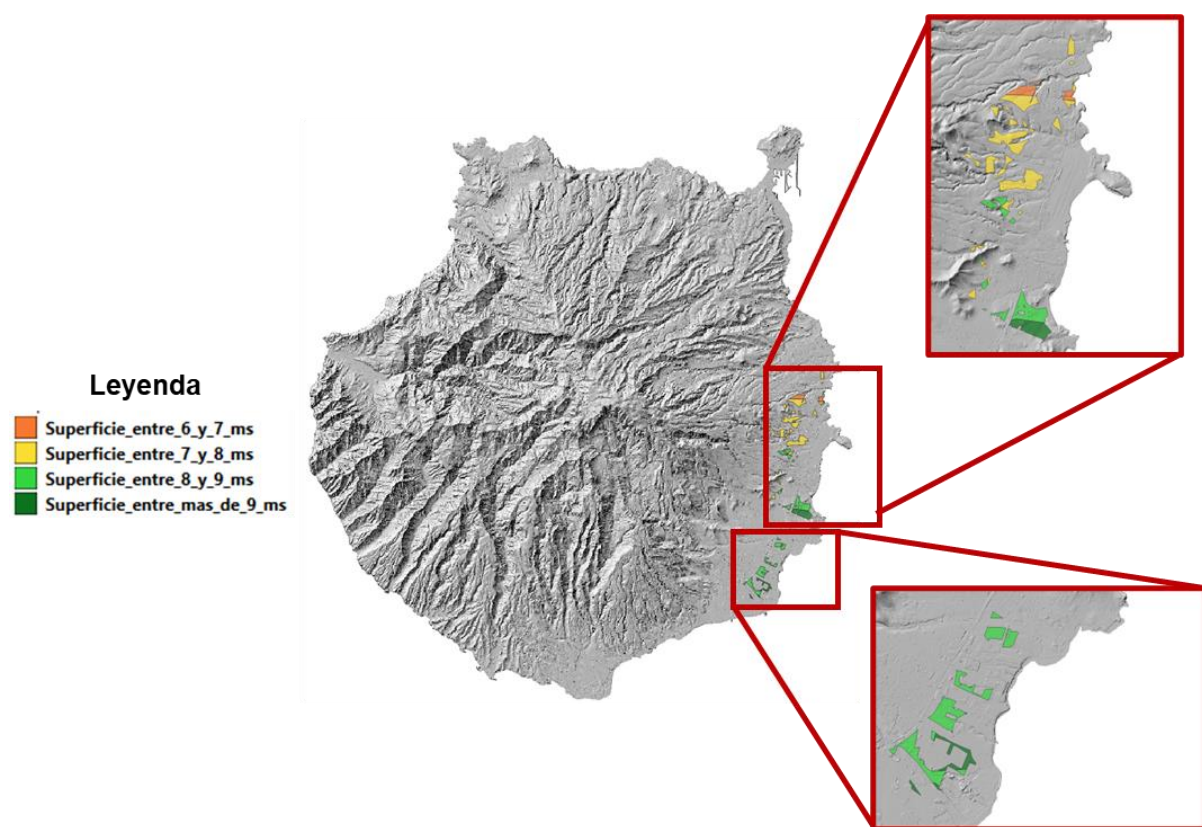 Leyenda
Superficie_entre_6_y_7_ms
Superficie_entre_7_y_8_ms
Superficie_entre_8_y_9_ms
Superficie_entre_mas_de_9_ms